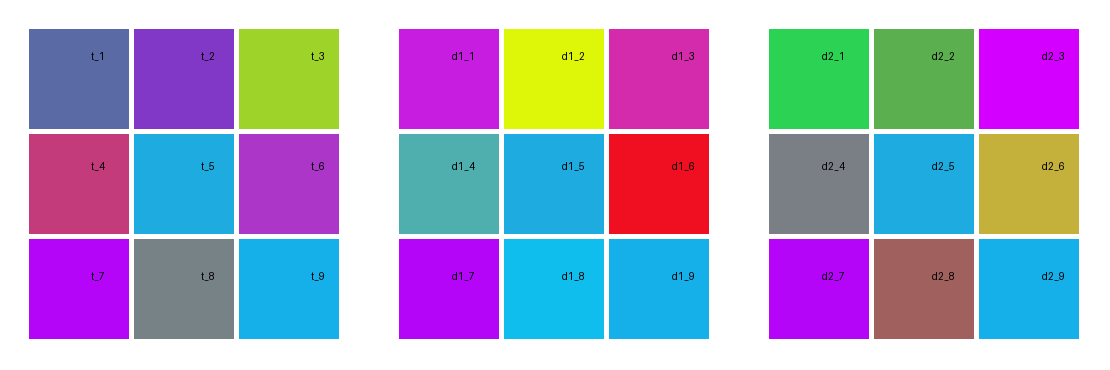 t_1 t_2 t_3 d1_1 d1_2 d1_3 d2_1 d2_2 d2_3
t_4 t_5 t_6 d1_4 d1_5 d1_6 d2_4 d2_5 d2_6
t_7 t_8 t_9 d1_7 d1_8 d1_9 d2_7 d2_8 d2_9